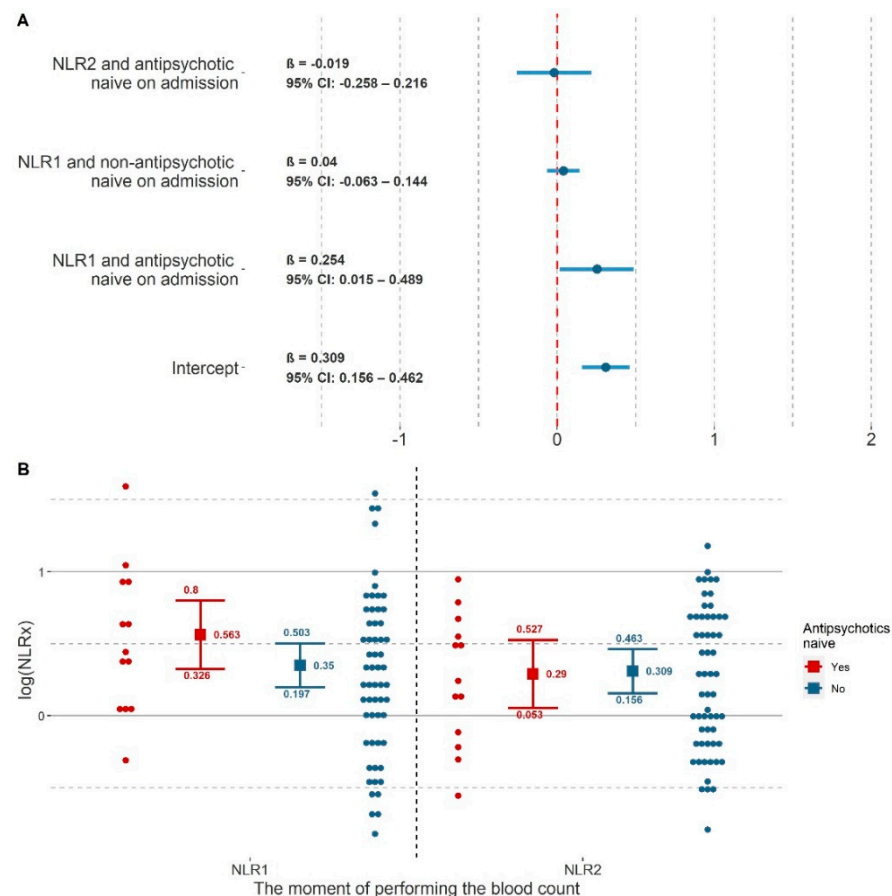 A
NLR2 and antipsychotic
naive on admission
ß = -0.019
95% CI: -0.258 – 0.216
NLR1 and non-antipsychotic
naive on admission
ß = 0.04
95% CI: -0.063 – 0.144
NLR1 and antipsychotic
naive on admission
ß = 0.254
95% CI: 0.015 – 0.489
Intercept
ß = 0.309
95% CI: 0.156 – 0.462
-1 0 1 2
B
log(NLRx)
1
0
0.8
0.563
0.326
0.503
0.35
0.197
0.527
0.29
0.053
0.463
0.309
0.156
Antipsychotics
naive
Yes
No
NLR1 NLR2
The moment of performing the blood count